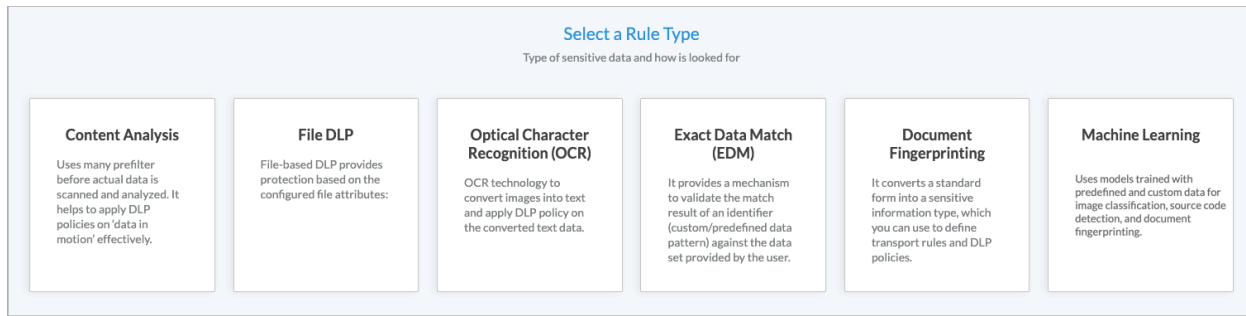 Select a Rule Type
Type of sensitive data and how is looked for
Content Analysis
Uses many prefilter
before actual data is
scanned and analyzed. It
helps to apply DLP
policies on 'data in
motion' effectively.
File DLP
File-based DLP provides
protection based on the
configured file attributes:
Optical Character
Recognition (OCR)
OCR technology to
convert images into text
and apply DLP policy on
the converted text data.
Exact Data Match
(EDM)
It provides a mechanism
to validate the match
result of an identifier
(custom/predefined data
pattern) against the data
set provided by the user.
Document
Fingerprinting
It converts a standard
form into a sensitive
information type, which
you can use to define
transport rules and DLP
policies.
Machine Learning
Uses models trained with
predefined and custom data for
image classification, source code
detection, and document
fingerprinting.